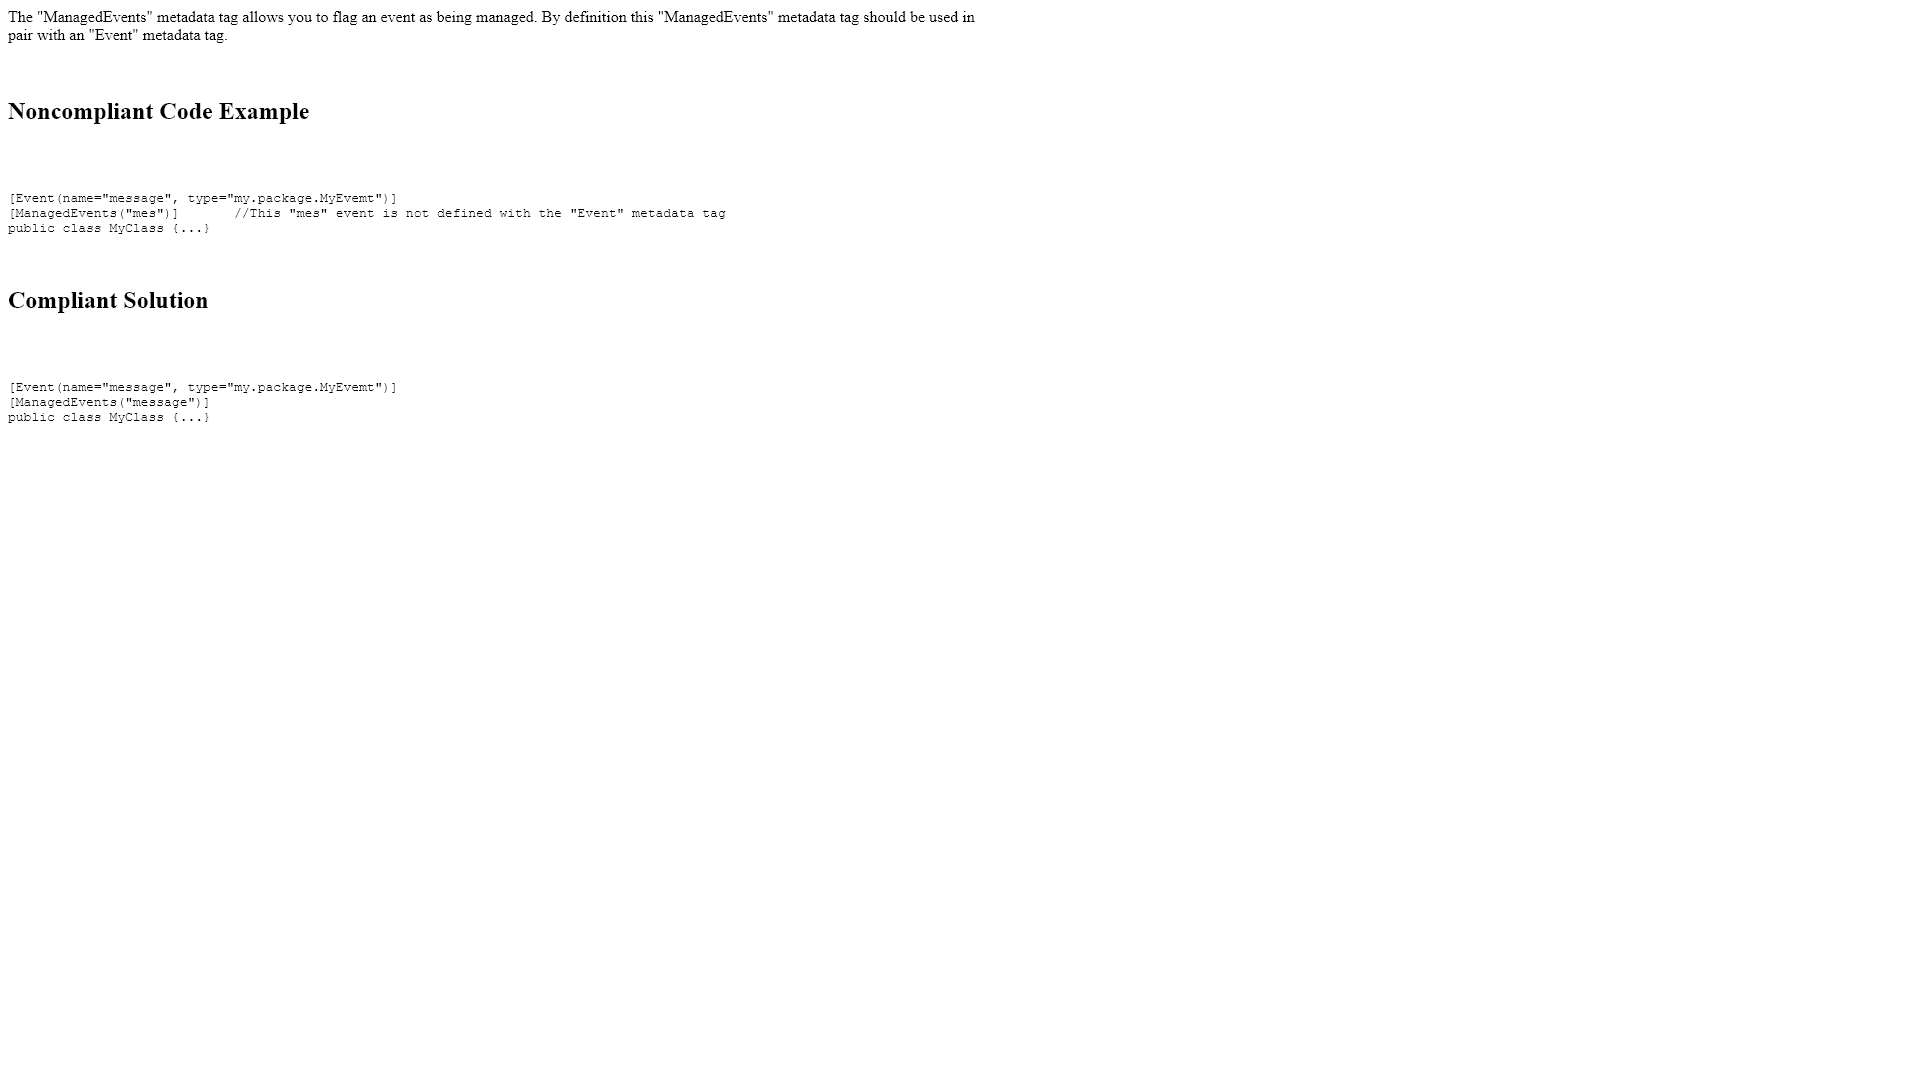 The "ManagedEvents" metadata tag allows you to flag an event as being managed. By definition this "ManagedEvents" metadata tag should be used in
pair with an "Event" metadata tag.
Noncompliant Code Example
[Event(name="message", type="my.package.MyEvemt")]
[ManagedEvents("mes")]       //This "mes" event is not defined with the "Event" metadata tag
public class MyClass {...}
Compliant Solution
[Event(name="message", type="my.package.MyEvemt")]
[ManagedEvents("message")]
public class MyClass {...}